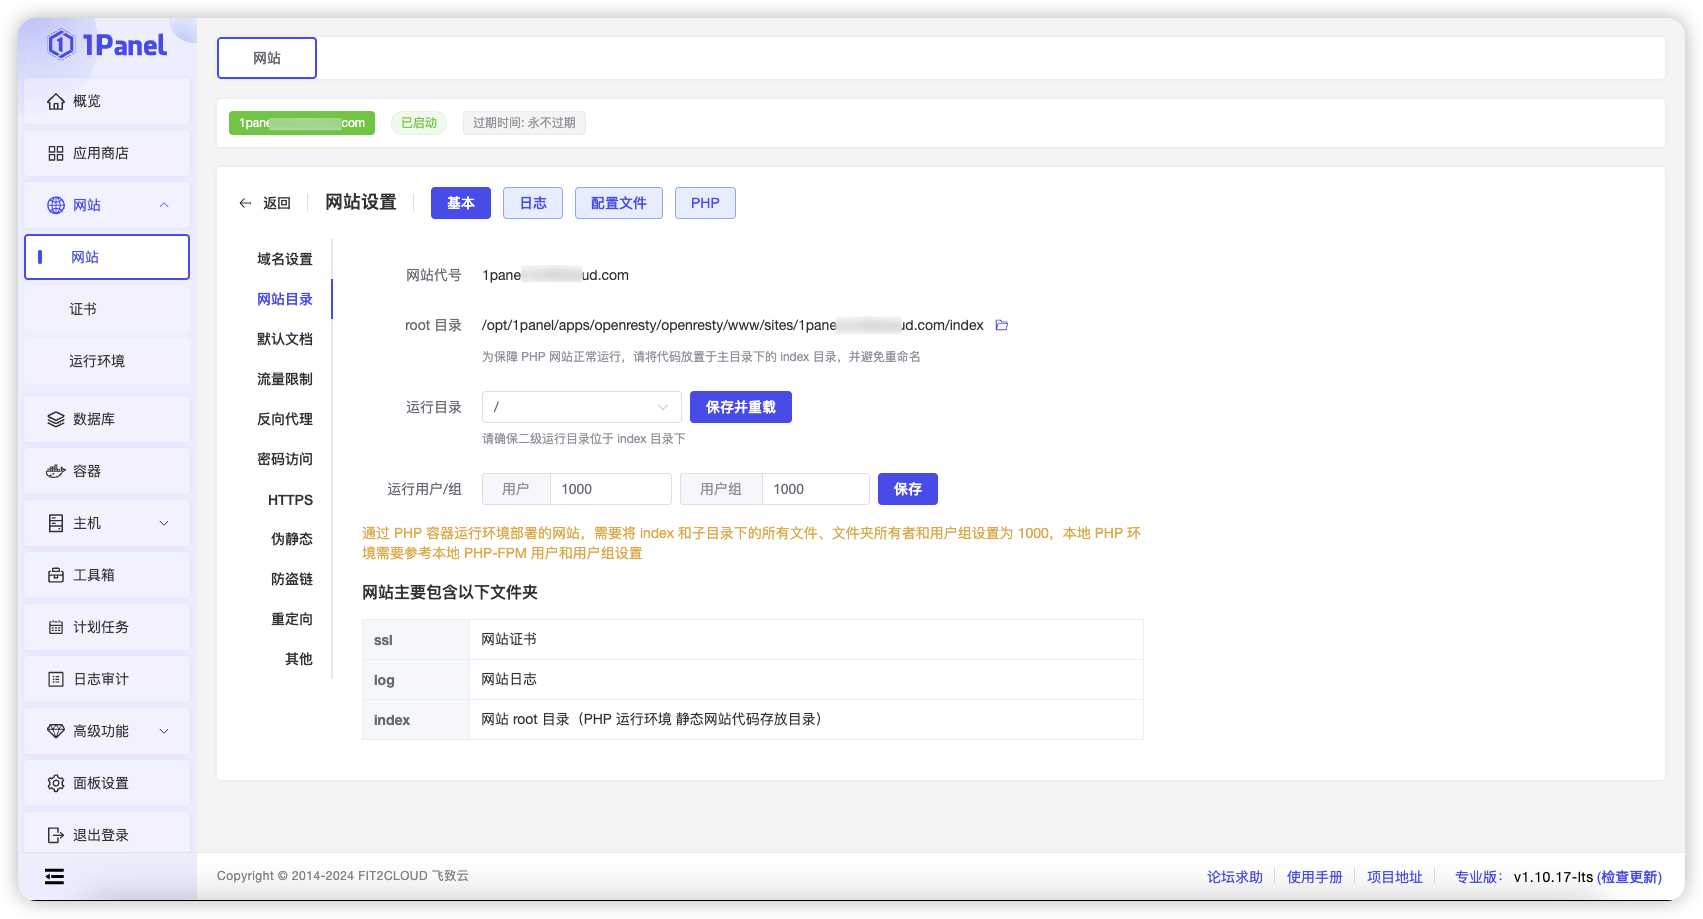 1Panel
概览
应用商店
网站
网站
证书
运行环境
数据库
容器
主机
工具箱
计划任务
日志审计
高级功能
面板设置
退出登录
网站
1pane com
已启动
过期时间: 永不过期
返回
网站设置
基本
日志
配置文件
PHP
域名设置
网站目录
默认文档
流量限制
反向代理
密码访问
HTTPS
伪静态
防盗链
重定向
其他
网站代号 1pane ud.com
root 目录 /opt/1panel/apps/openresty/openresty/www/sites/1pane ud.com/index
为保障 PHP 网站正常运行，请将代码放置于主目录下的 index 目录，并避免重命名
运行目录 / 保存并重载
请确保二级运行目录位于 index 目录下
运行用户/组 用户 1000 用户组 1000 保存
通过 PHP 容器运行环境部署的网站，需要将 index 和子目录下的所有文件、文件夹所有者和用户组设置为 1000，本地 PHP 环
境需要参考本地 PHP-FPM 用户和用户组设置
网站主要包含以下文件夹
ssl 网站证书
log 网站日志
index 网站 root 目录（PHP 运行环境 静态网站代码存放目录）
Copyright © 2014-2024 FIT2CLOUD 飞致云
论坛求助
使用手册
项目地址
专业版： v1.10.17-lts (检查更新)